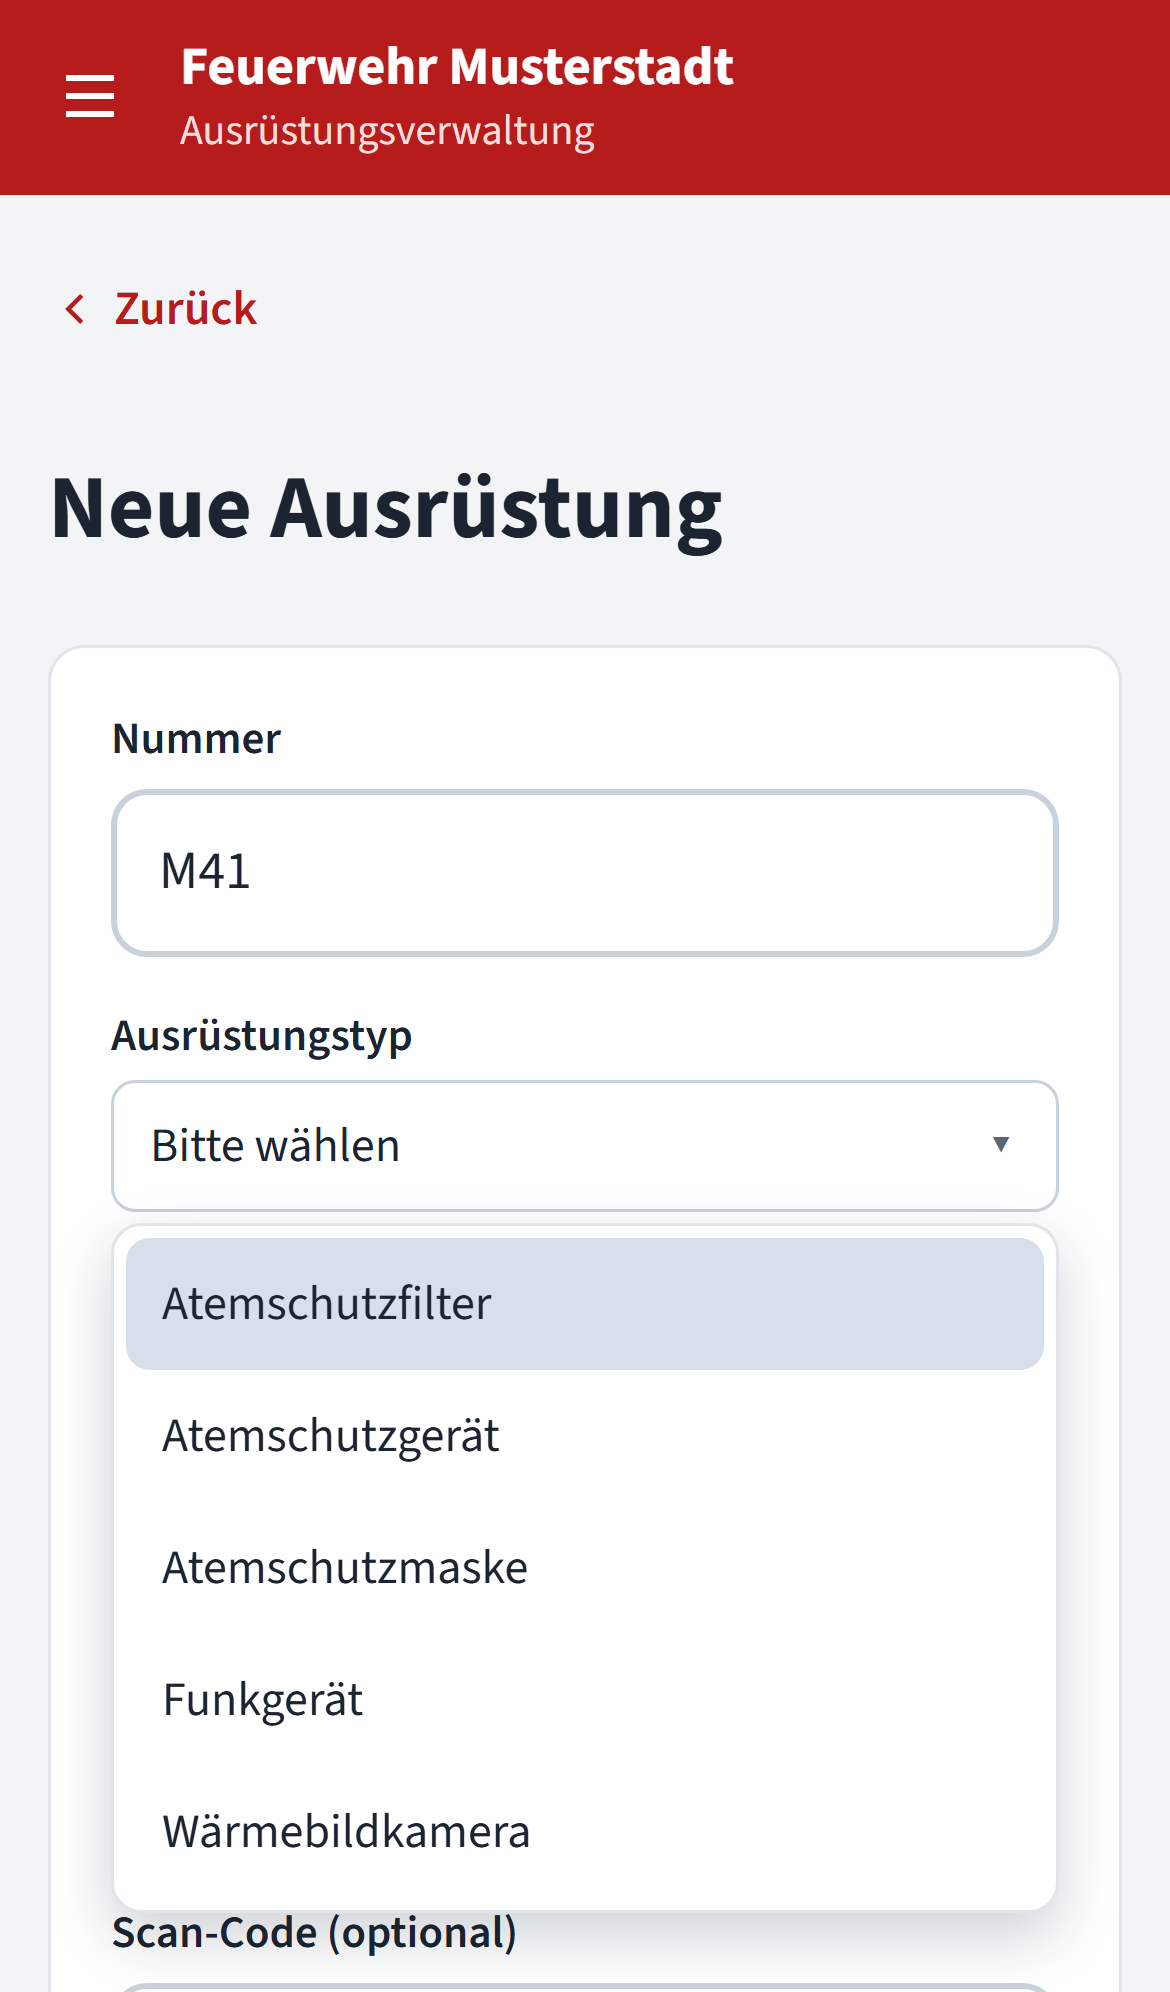 Feuerwehr Musterstadt
Ausrüstungsverwaltung
Zurück
Neue Ausrüstung
Nummer
M41
Ausrüstungstyp
Bitte wählen
Atemschutzfilter
Atemschutzgerät
Atemschutzmaske
Funkgerät
Wärmebildkamera
Scan-Code (optional)